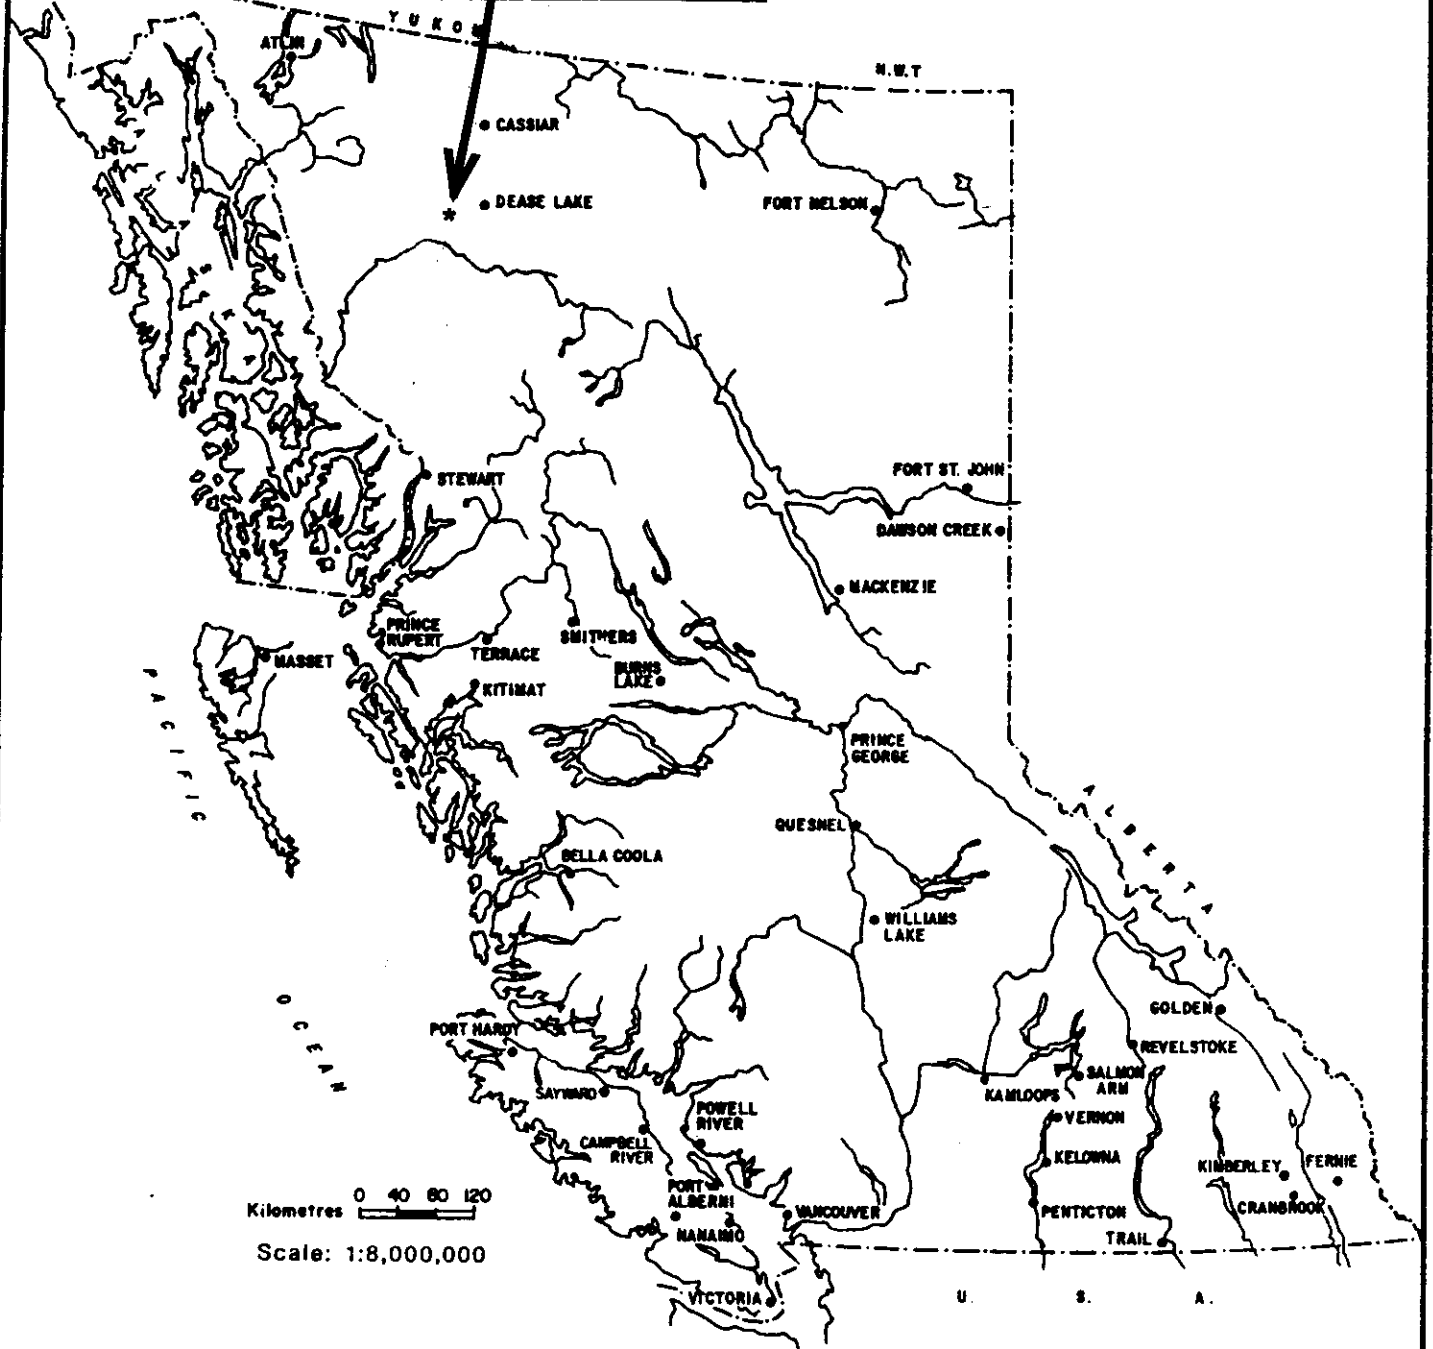 YUKON
N.W.T
ATLIN
CASSIAR
* DEASE LAKE
FORT NELSON
ALASKA
STEWART
FORT ST. JOHN
DAWSON CREEK
MACKENZIE
PRINCE
RUPERT
TERRACE
SMITHERS
MASSET
BURNS
LAKE
KITIMAT
PACIFIC
PRINCE
GEORGE
ALBERTA
QUESNEL
BELLA COOLA
WILLIAMS
LAKE
OCEAN
GOLDEN
PORT HARDY
REVELSTOKE
SALMON
ARM
KAMLOOPS
SAYWARD
POWELL
RIVER
VERNON
CAMPBELL
RIVER
KELOWNA
KIMBERLEY
FERNIE
PORT
ALBERNI
CRANBROOK
Kilometres 0 40 80 120
VANCOUVER
PENTICTON
NANAIMO
TRAIL
Scale: 1:8,000,000
VICTORIA
U. S. A.